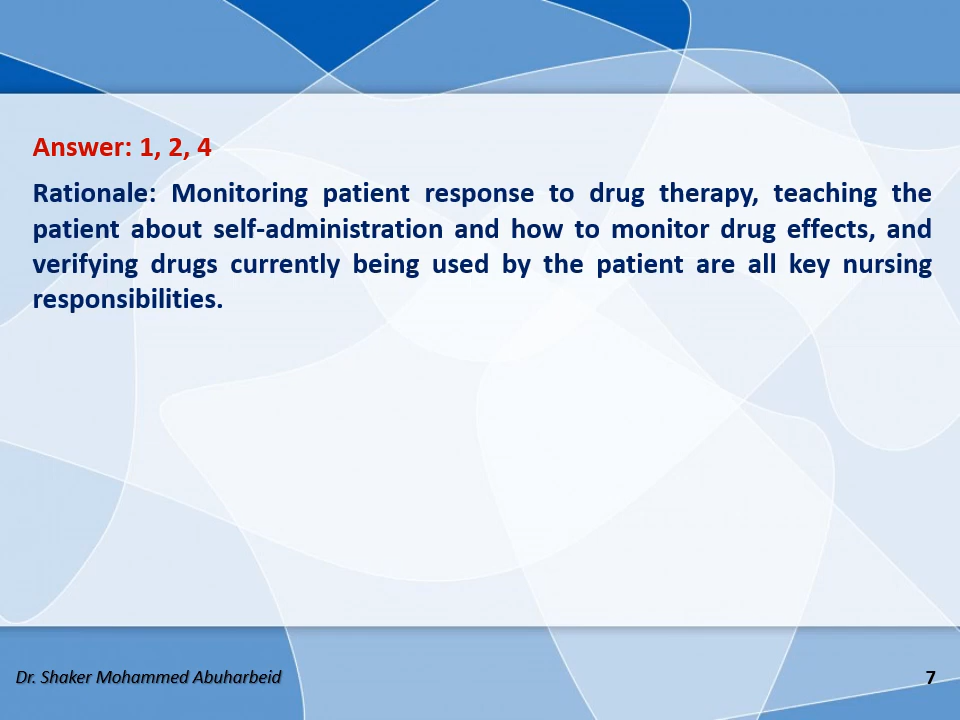 Answer: 1, 2, 4
Rationale: Monitoring patient response to drug therapy, teaching the
patient about self-administration and how to monitor drug effects, and
verifying drugs currently being used by the patient are all key nursing
responsibilities.
Dr. Shaker Mohammed Abuharbeid
7